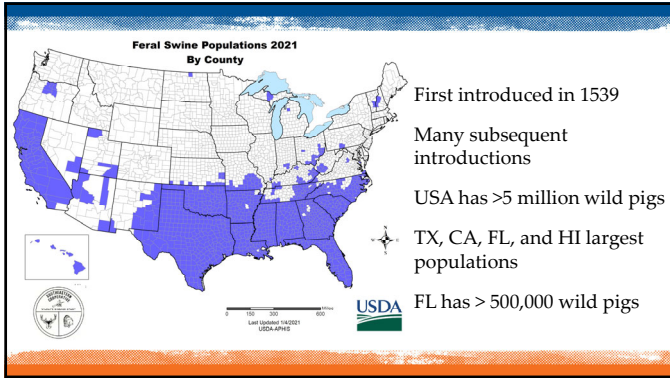 Feral Swine Populations 2021
By County
First introduced in 1539
Many subsequent
introductions
USA has >5 million wild pigs
TX, CA, FL, and HI largest
populations
FL has > 500,000 wild pigs
0 150 300 600
Miles
Last Updated 1/4/2021
USDA-APHIS
USDA